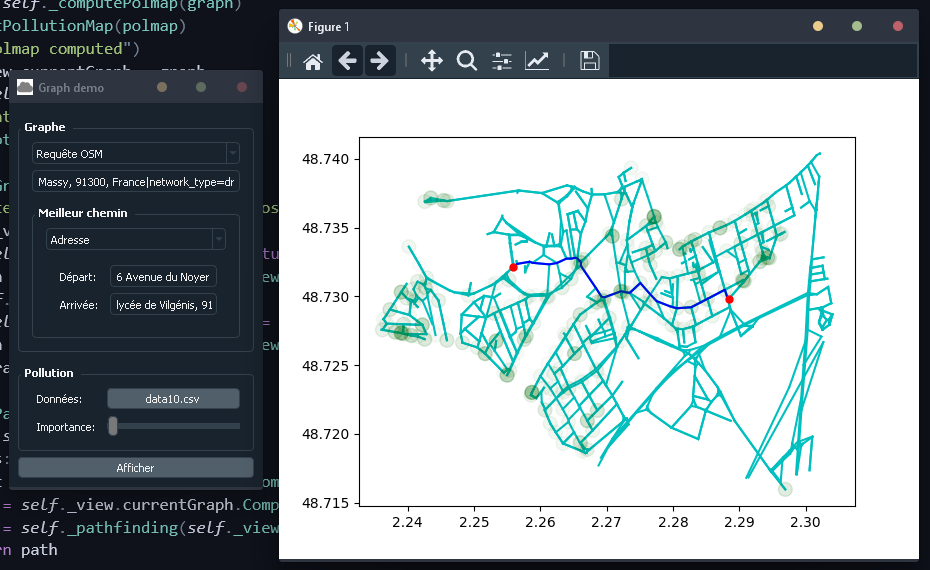 self._computePolmap(graph)
tPollutionMap(polmap)
olmap computed")
Figure 1
Graph demo
Graphe
Requête OSM
Massy, 91300, France|network_type=dr
Meilleur chemin
Adresse
Départ:
6 Avenue du Noyer
Arrivée:
lycée de Vilgénis, 91
Pollution
Données:
data10.csv
Importance:
Afficher
= self._view.currentGraph.Comp
= self._pathfinding(self._view
rn path
48.740
48.735
48.730
48.725
48.720
48.715
2.24
2.25
2.26
2.27
2.28
2.29
2.30